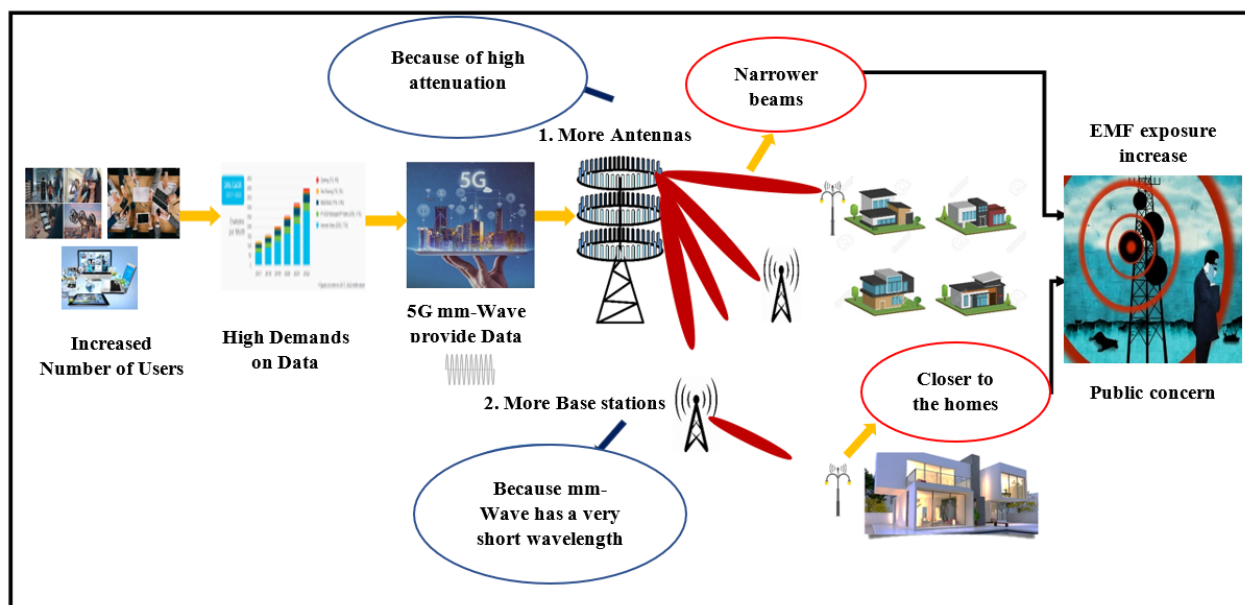 Because of high
attenuation
Narrower
beams
1. More Antennas
EMF exposure
increase
5G
Increased
Number of Users
High Demands
on Data
5G mm-Wave
provide Data
2. More Base stations
Closer to
the homes
Public concern
Because mm-
Wave has a very
short wavelength